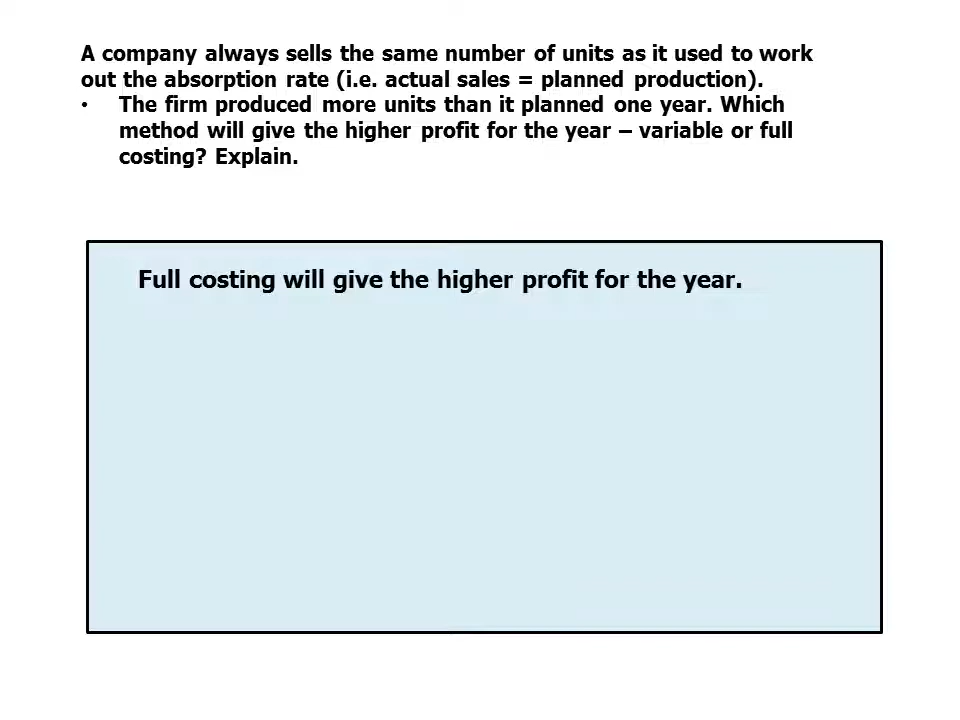 A company always sells the same number of units as it used to work
out the absorption rate (i.e. actual sales = planned production).
• The firm produced more units than it planned one year. Which
method will give the higher profit for the year – variable or full
costing? Explain.
Full costing will give the higher profit for the year.